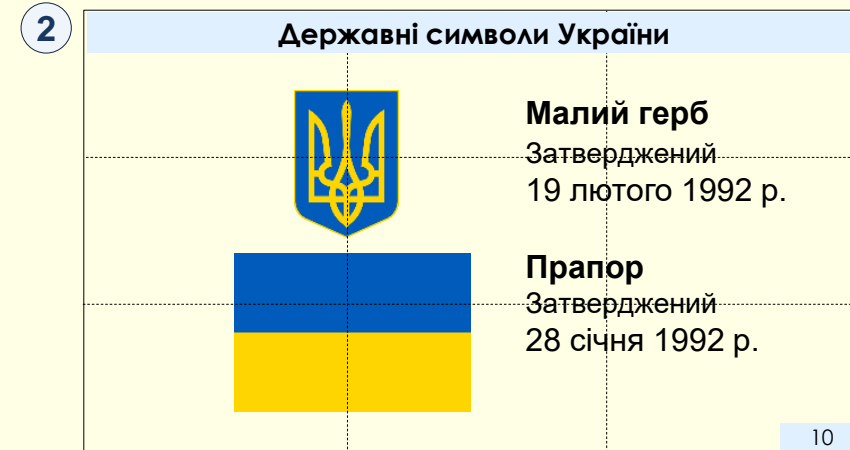 2
Державні символи України
Малий герб
Затверджений
19 лютого 1992 р.
Прапор
Затверджений
28 січня 1992 р.
10